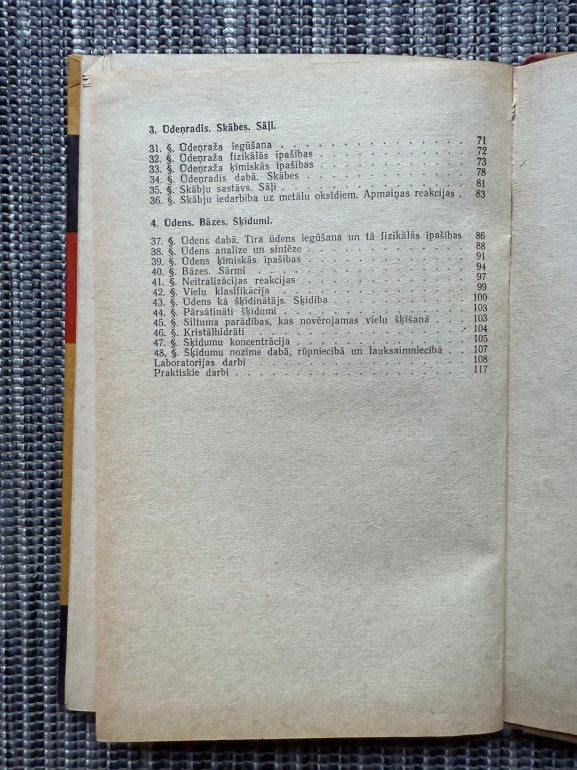 3. Ūdeņradis. Skābes. Sāļi.
31. §. Ūdeņraža iegūšana . . . . . . . . . . . . . . . . 71
32. §. Ūdeņraža fizikālās īpašības . . . . . . . . . . . . 72
33. §. Ūdeņraža ķīmiskās īpašības . . . . . . . . . . . . 73
34. §. Ūdeņradis dabā. Skābes . . . . . . . . . . . . . 78
35. §. Skābju sastāvs. Sāļi . . . . . . . . . . . . . . . 81
36. §. Skābju iedarbība uz metālu oksīdiem. Apmaiņas reakcijas . 83
4. Ūdens. Bāzes. Šķīdumi.
37. §. Ūdens dabā. Tīra ūdens iegūšana un tā fizikālās īpašības 86
38. §. Ūdens analīze un sintēze . . . . . . . . . . . . . 88
39. §. Ūdens ķīmiskās īpašības . . . . . . . . . . . . . 91
40. §. Bāzes. Sārmi . . . . . . . . . . . . . . . . . 94
41. §. Neitralizācijas reakcijas . . . . . . . . . . . . . 97
42. §. Vielu klasifikācija . . . . . . . . . . . . . . . 99
43. §. Ūdens kā šķīdinātājs. Šķīdība . . . . . . . . . . . 100
44. §. Pārsātināti šķīdumi . . . . . . . . . . . . . . . 103
45. §. Siltuma parādības, kas novērojamas vielu šķīšanā . . . 103
46. §. Kristālhidrāti . . . . . . . . . . . . . . . . . 104
47. §. Šķīdumu koncentrācija . . . . . . . . . . . . . . 105
48. §. Šķīdumu nozīme dabā, rūpniecībā un lauksaimniecībā . . 107
Laboratorijas darbi . . . . . . . . . . . . . . . . . 108
Praktiskie darbi . . . . . . . . . . . . . . . . . . 117